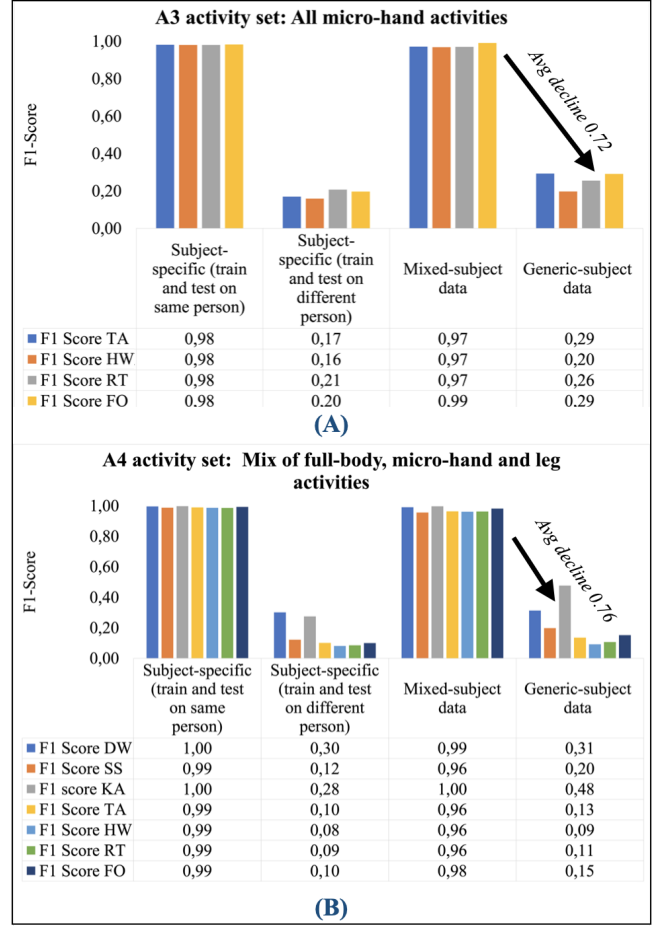 A3 activity set: All micro-hand activities
F1-Score
1,00
0,80
0,60
0,40
0,20
0,00
Avg decline 0.72
Subject-specific (train and test on same person)
Subject-specific (train and test on different person)
Mixed-subject data
Generic-subject data
F1 Score TA 0,98 0,17 0,97 0,29
F1 Score HW 0,98 0,16 0,97 0,20
F1 Score RT 0,98 0,21 0,97 0,26
F1 Score FO 0,98 0,20 0,99 0,29
(A)
A4 activity set: Mix of full-body, micro-hand and leg
activities
F1-Score
1,00
0,80
0,60
0,40
0,20
0,00
Avg decline 0.76
Subject-specific (train and test on same person)
Subject-specific (train and test on different person)
Mixed-subject data
Generic-subject data
F1 Score DW 1,00 0,30 0,99 0,31
F1 Score SS 0,99 0,12 0,96 0,20
F1 score KA 1,00 0,28 1,00 0,48
F1 Score TA 0,99 0,10 0,96 0,13
F1 Score HW 0,99 0,08 0,96 0,09
F1 Score RT 0,99 0,09 0,96 0,11
F1 Score FO 0,99 0,10 0,98 0,15
(B)